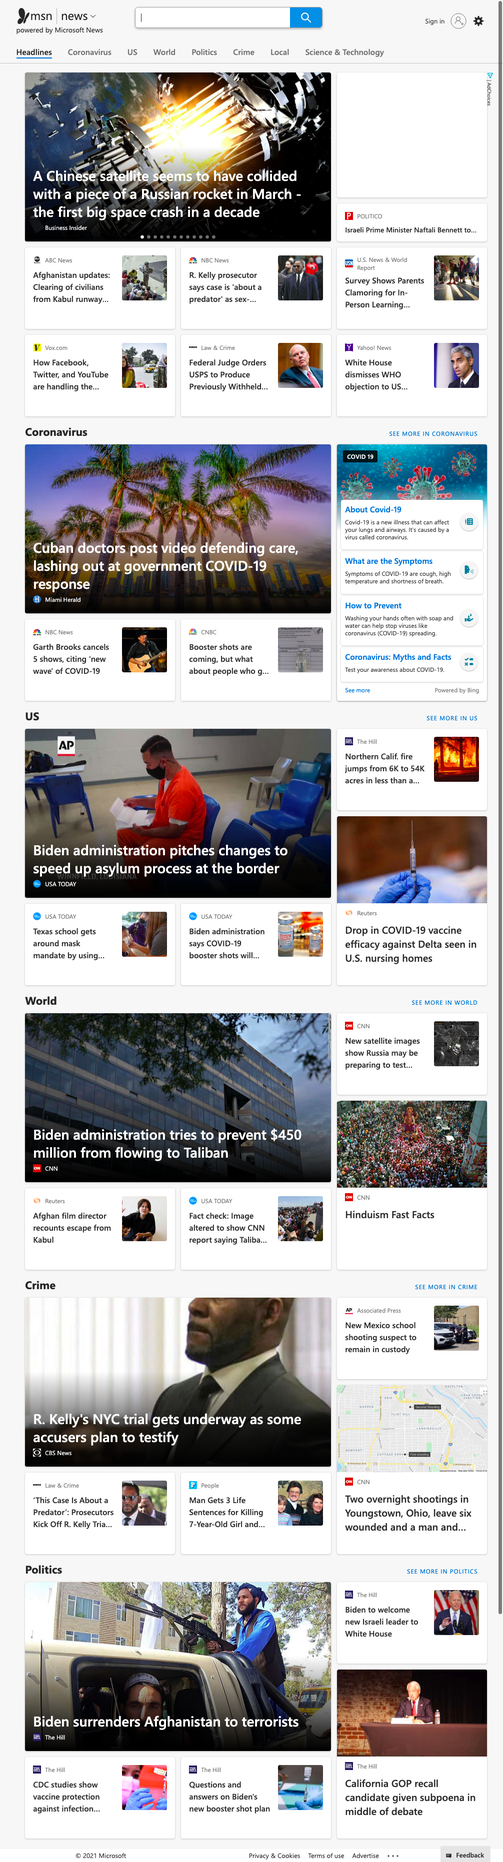 msn news
powered by Microsoft News
Sign in
Headlines Coronavirus US World Politics Crime Local Science & Technology
A Chinese satellite seems to have collided
with a piece of a Russian rocket in March -
the first big space crash in a decade
Business Insider
AdChoices
POLITICO
Israeli Prime Minister Naftali Bennett to...
ABC News
Afghanistan updates:
Clearing of civilians
from Kabul runway...
NBC News
R. Kelly prosecutor
says case is 'about a
predator' as sex-...
U.S. News & World
Report
Survey Shows Parents
Clamoring for In-
Person Learning...
Vox.com
How Facebook,
Twitter, and YouTube
are handling the...
Law & Crime
Federal Judge Orders
USPS to Produce
Previously Withheld...
Yahoo! News
White House
dismisses WHO
objection to US...
Coronavirus
SEE MORE IN CORONAVIRUS
Cuban doctors post video defending care,
lashing out at government COVID-19
response
Miami Herald
COVID 19
About Covid-19
Covid-19 is a new illness that can affect
your lungs and airways. It's caused by a
virus called coronavirus.
What are the Symptoms
Symptoms of COVID-19 are cough, high
temperature and shortness of breath.
How to Prevent
Washing your hands often with soap and
water can help stop viruses like
coronavirus (COVID-19) spreading.
Coronavirus: Myths and Facts
Test your awareness about COVID-19.
See more
Powered by Bing
NBC News
Garth Brooks cancels
5 shows, citing 'new
wave' of COVID-19
CNBC
Booster shots are
coming, but what
about people who g...
US
SEE MORE IN US
AP
Biden administration pitches changes to
speed up asylum process at the border
USA TODAY
The Hill
Northern Calif. fire
jumps from 6K to 54K
acres in less than a...
Reuters
Drop in COVID-19 vaccine
efficacy against Delta seen in
U.S. nursing homes
USA TODAY
Texas school gets
around mask
mandate by using...
USA TODAY
Biden administration
says COVID-19
booster shots will...
World
SEE MORE IN WORLD
Biden administration tries to prevent $450
million from flowing to Taliban
CNN
CNN
New satellite images
show Russia may be
preparing to test...
CNN
Hinduism Fast Facts
Reuters
Afghan film director
recounts escape from
Kabul
USA TODAY
Fact check: Image
altered to show CNN
report saying Taliba...
Crime
SEE MORE IN CRIME
R. Kelly's NYC trial gets underway as some
accusers plan to testify
CBS News
AP Associated Press
New Mexico school
shooting suspect to
remain in custody
CNN
Two overnight shootings in
Youngstown, Ohio, leave six
wounded and a man and...
Law & Crime
'This Case Is About a
Predator': Prosecutors
Kick Off R. Kelly Tria...
People
Man Gets 3 Life
Sentences for Killing
7-Year-Old Girl and...
Politics
SEE MORE IN POLITICS
Biden surrenders Afghanistan to terrorists
The Hill
The Hill
Biden to welcome
new Israeli leader to
White House
The Hill
California GOP recall
candidate given subpoena in
middle of debate
The Hill
CDC studies show
vaccine protection
against infection...
The Hill
Questions and
answers on Biden's
new booster shot plan
© 2021 Microsoft
Privacy & Cookies Terms of use Advertise ...
Feedback